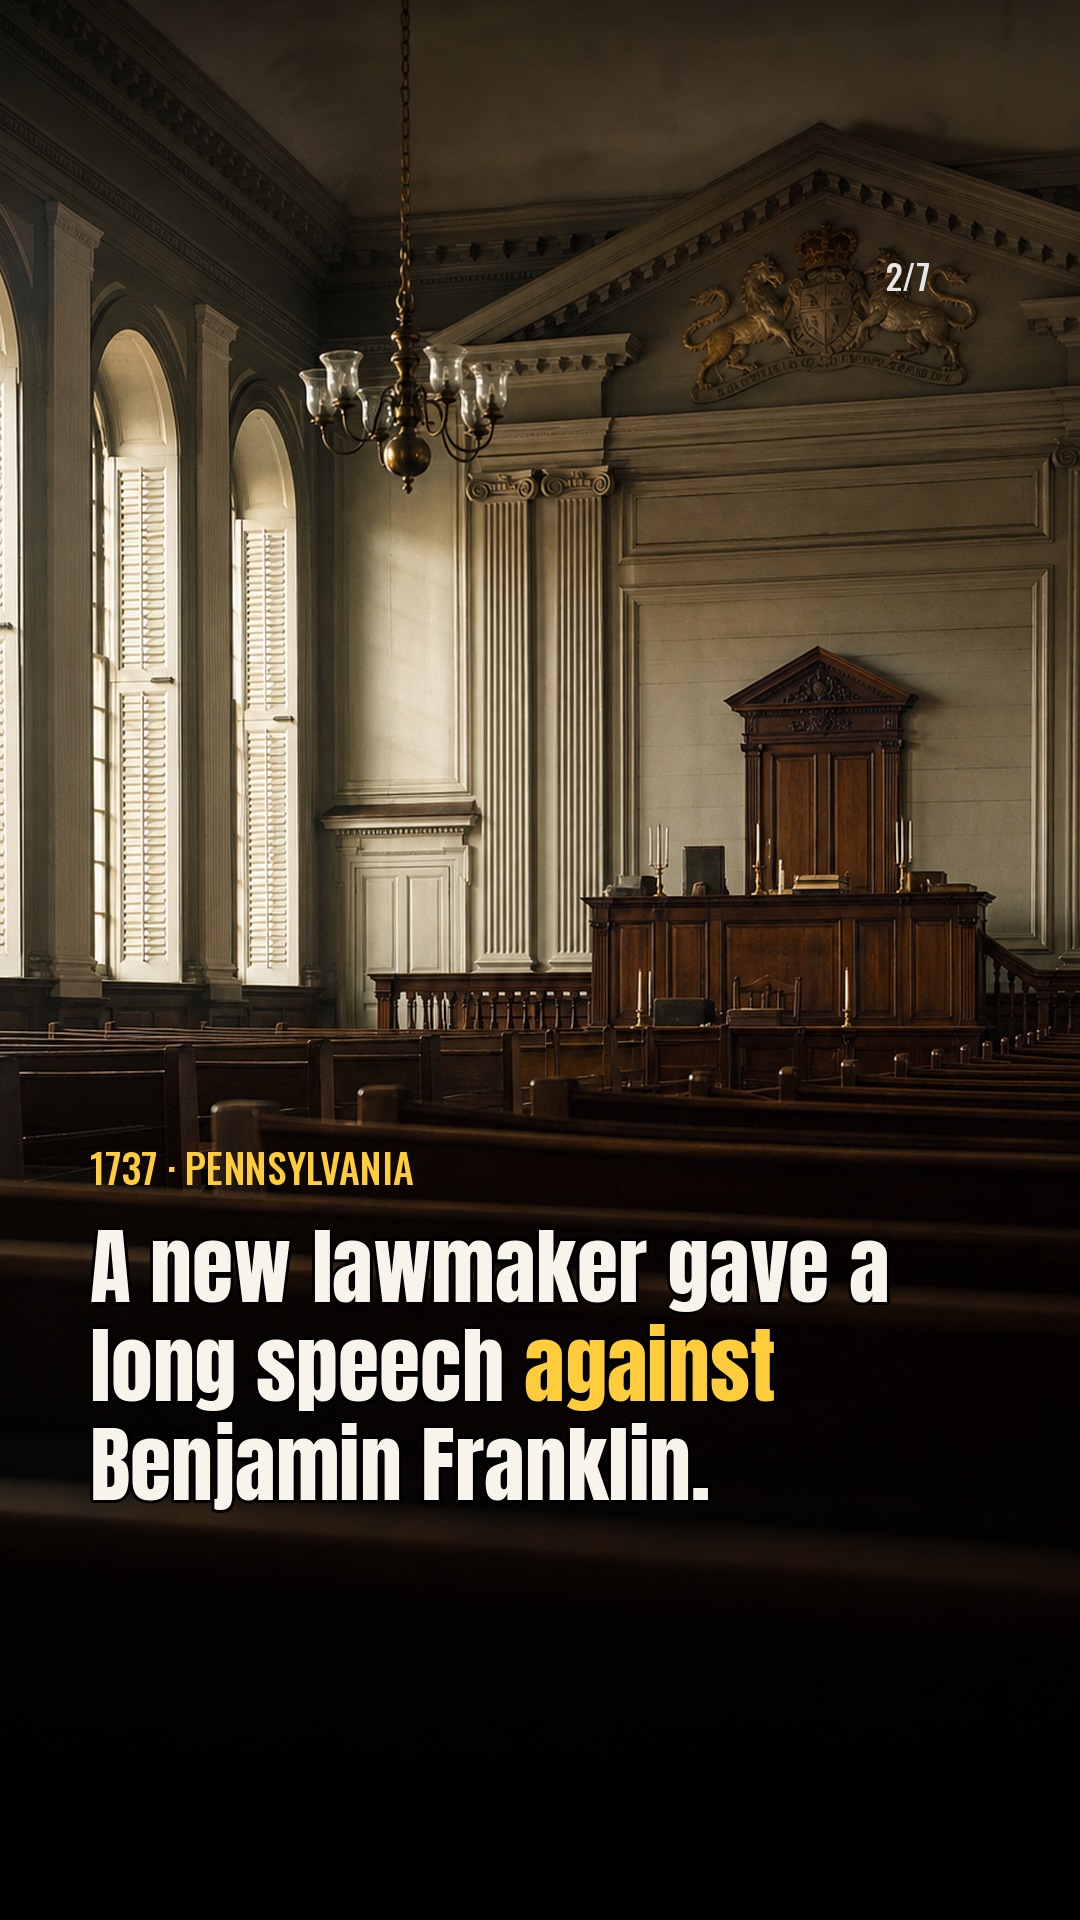 2/7
1737 · PENNSYLVANIA
A new lawmaker gave a
long speech against
Benjamin Franklin.